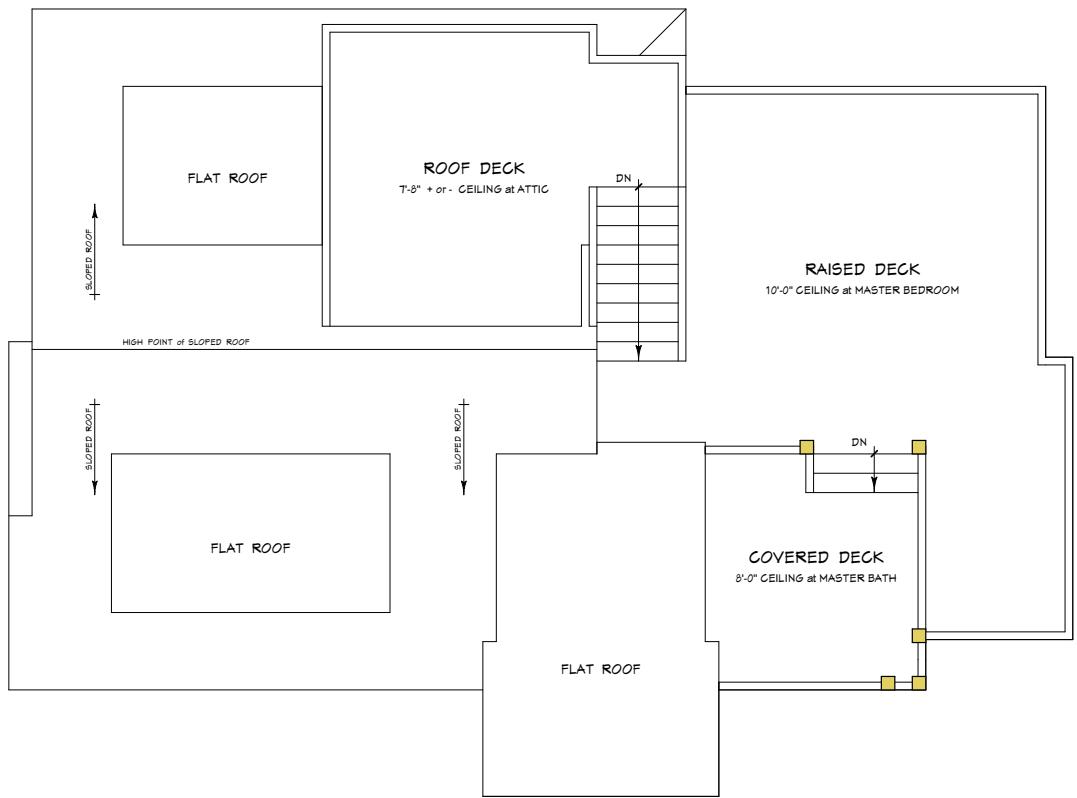 ROOF DECK
7'-8" + or - CEILING at ATTIC
FLAT ROOF
DN
SLOPED ROOF
RAISED DECK
10'-0" CEILING at MASTER BEDROOM
HIGH POINT of SLOPED ROOF
SLOPED ROOF
SLOPED ROOF
DN
FLAT ROOF
COVERED DECK
8'-0" CEILING at MASTER BATH
FLAT ROOF